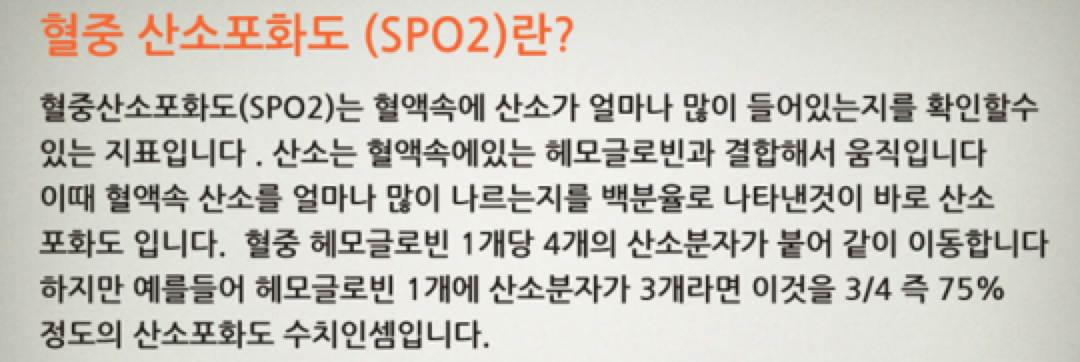 혈중 산소포화도 (SPO2)란?
혈중산소포화도(SPO2)는 혈액속에 산소가 얼마나 많이 들어있는지를 확인할수
있는 지표입니다 . 산소는 혈액속에있는 헤모글로빈과 결합해서 움직입니다
이때 혈액속 산소를 얼마나 많이 나르는지를 백분율로 나타낸것이 바로 산소
포화도 입니다. 혈중 헤모글로빈 1개당 4개의 산소분자가 붙어 같이 이동합니다
하지만 예를들어 헤모글로빈 1개에 산소분자가 3개라면 이것을 3/4 즉 75%
정도의 산소포화도 수치인셈입니다.